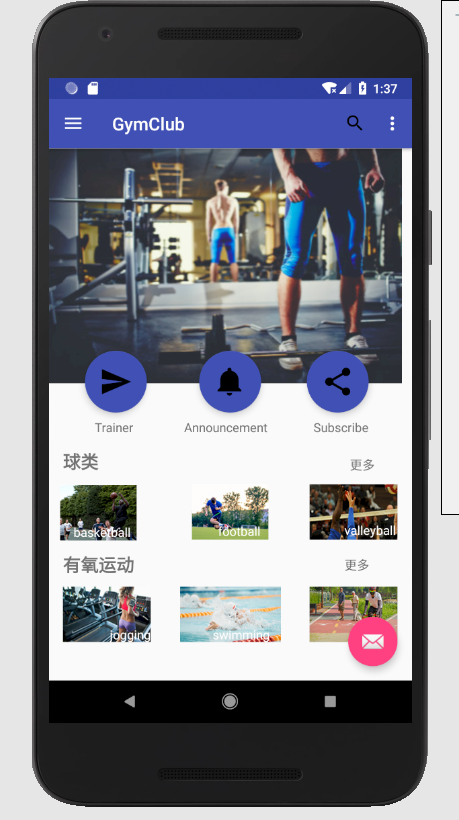 1:37
GymClub
Trainer Announcement Subscribe
球类 更多
basketball football valleyball
有氧运动 更多
jogging swimming